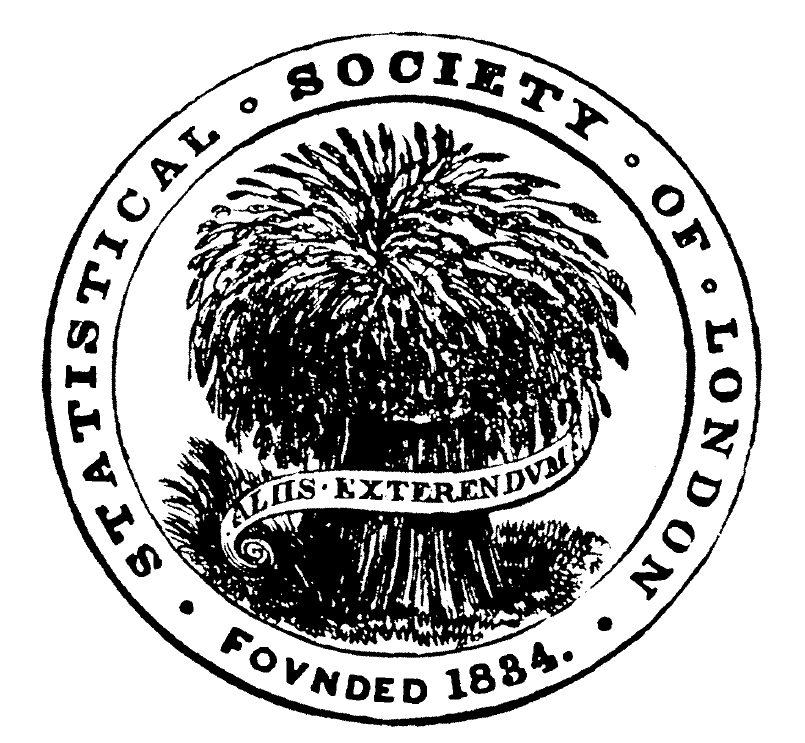 STATISTICAL ∘ SOCIETY ∘ OF ∘ LONDON
ALIIS · EXTERENDVM
• FOVNDED 1834. •